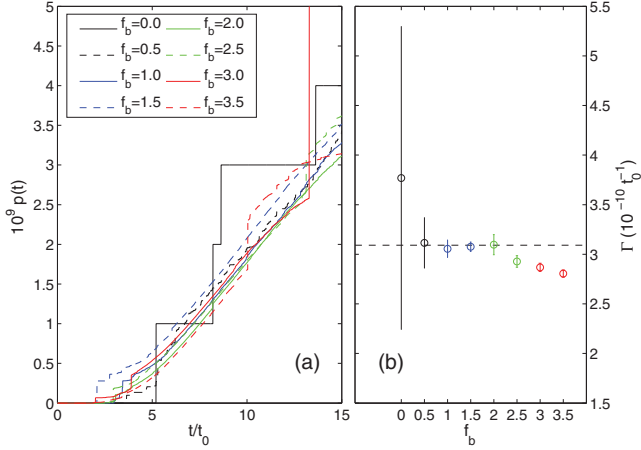 10^9 p(t)
5
4.5
4
3.5
3
2.5
2
1.5
1
0.5
0
0 5 10 15
t/t_0
f_b=0.0
f_b=0.5
f_b=1.0
f_b=1.5
f_b=2.0
f_b=2.5
f_b=3.0
f_b=3.5
(a)
(b)
0 0.5 1 1.5 2 2.5 3 3.5
f_b
5.5
5
4.5
4
3.5
3
2.5
2
1.5
Γ (10^{-10} t_0^{-1})